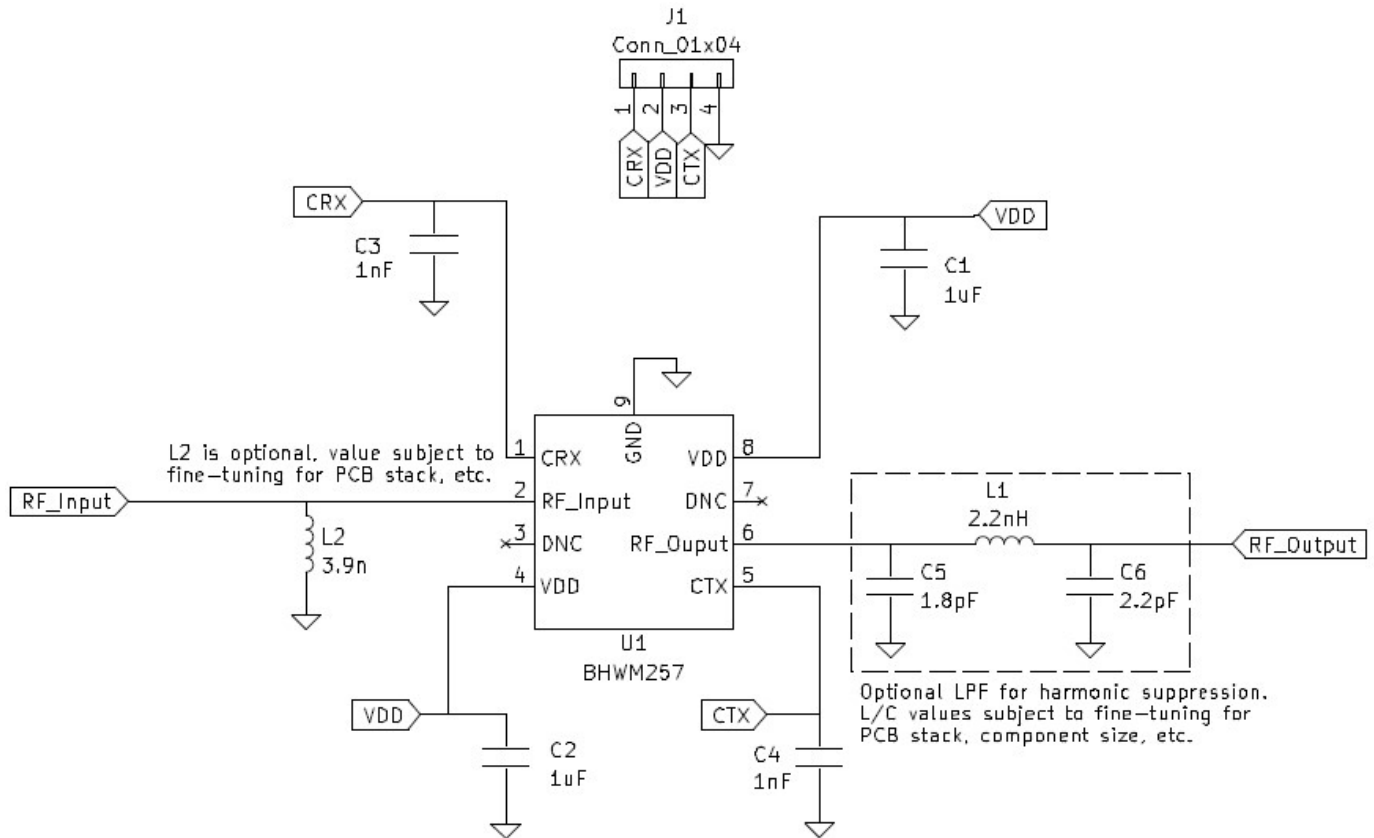 J1
Conn_01x04
1
2
3
4
CRX
VDD
CTX
CRX
C3
1nF
VDD
C1
1uF
9
GND
L2 is optional, value subject to
fine-tuning for PCB stack, etc.
1
CRX
VDD
8
RF_Input
2
RF_Input
DNC
7
L2
3.9n
3
DNC
RF_Ouput
6
4
VDD
CTX
5
L1
2.2nH
RF_Output
C5
1.8pF
C6
2.2pF
U1
BHWM257
Optional LPF for harmonic suppression.
L/C values subject to fine-tuning for
PCB stack, component size, etc.
VDD
C2
1uF
CTX
C4
1nF